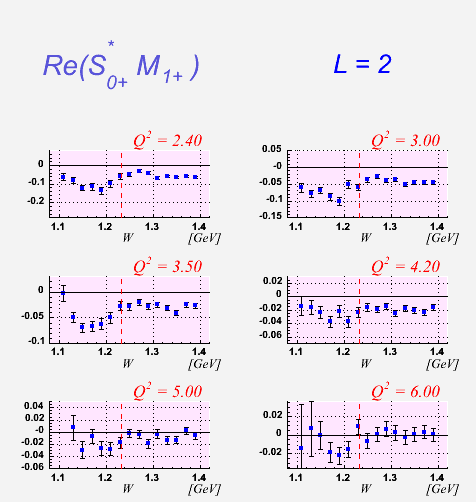 Re(S*0+ M1+) L = 2
Q² = 2.40
0
-0.1
-0.2
1.1 1.2 1.3 1.4
W [GeV]
Q² = 3.00
0.05
-0
-0.05
-0.1
-0.15
1.1 1.2 1.3 1.4
W [GeV]
Q² = 3.50
0
-0.05
-0.1
1.1 1.2 1.3 1.4
W [GeV]
Q² = 4.20
0.02
0
-0.02
-0.04
-0.06
1.1 1.2 1.3 1.4
W [GeV]
Q² = 5.00
0.04
0.02
-0
-0.02
-0.04
-0.06
1.1 1.2 1.3 1.4
W [GeV]
Q² = 6.00
0.02
0
-0.02
1.1 1.2 1.3 1.4
W [GeV]